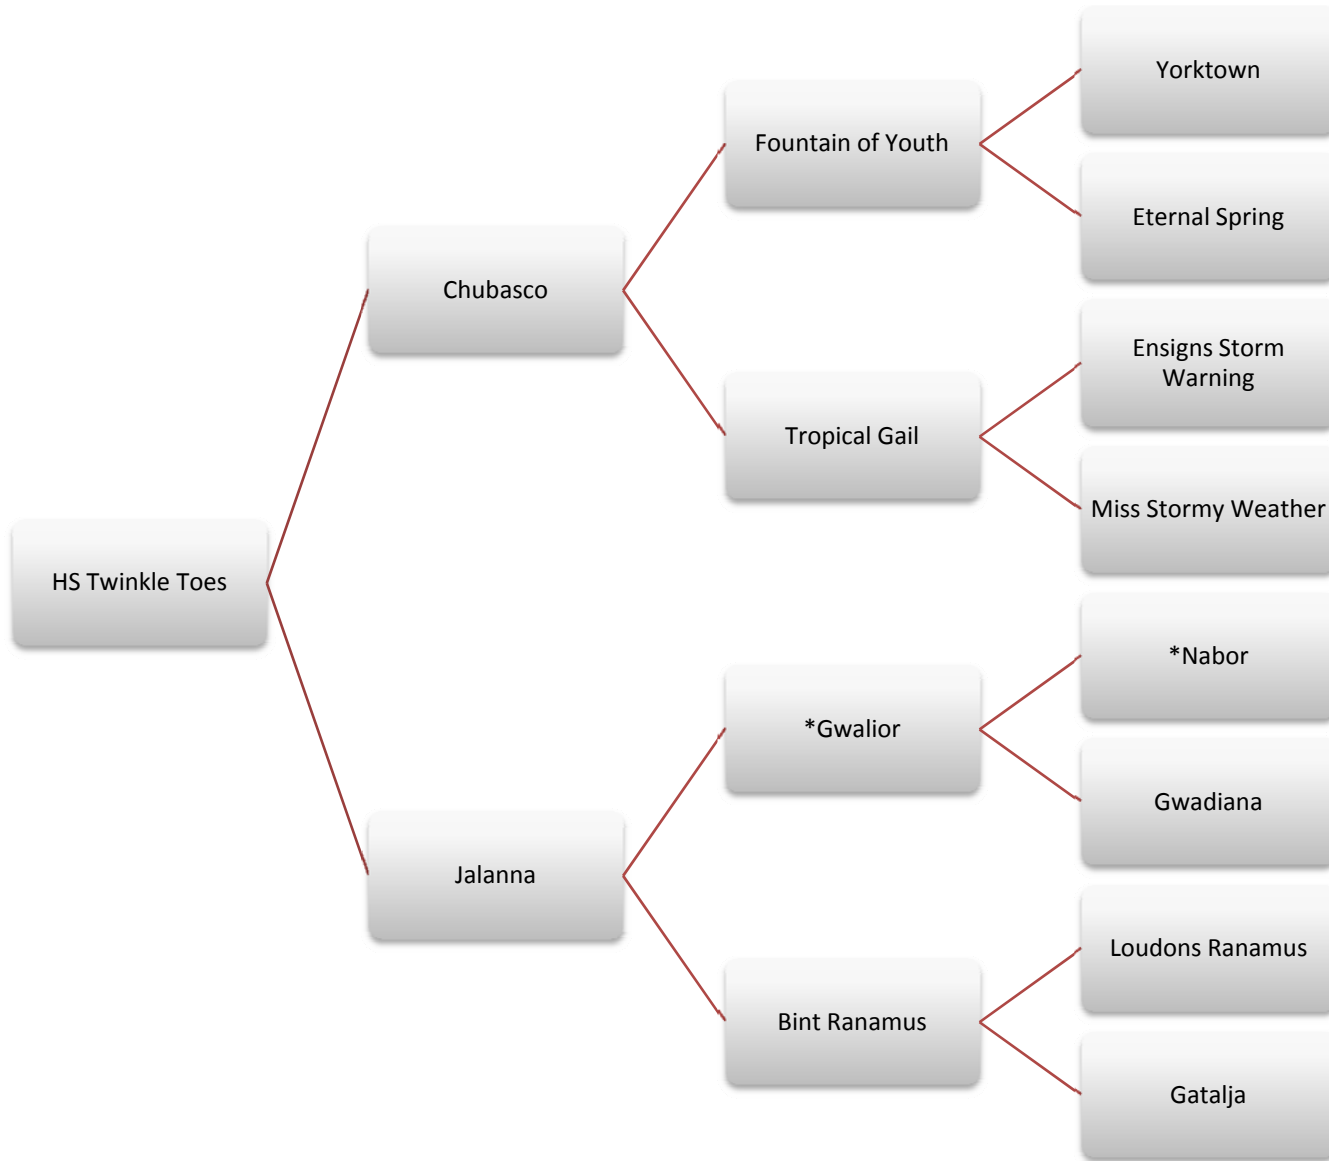 Yorktown
Fountain of Youth
Eternal Spring
Chubasco
Ensigns Storm
Warning
Tropical Gail
Miss Stormy Weather
HS Twinkle Toes
*Nabor
*Gwalior
Gwadiana
Jalanna
Loudons Ranamus
Bint Ranamus
Gatalja